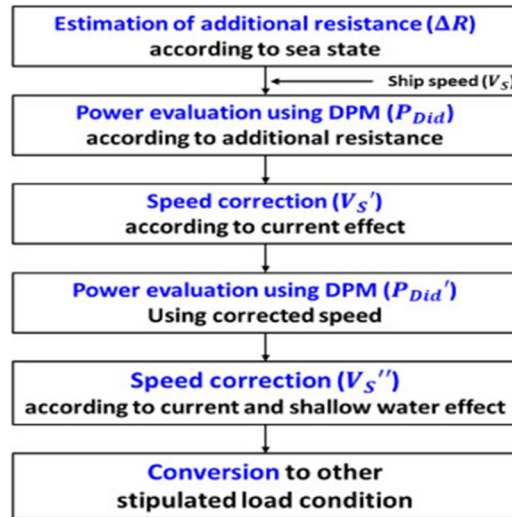 Estimation of additional resistance (ΔR)
according to sea state
Ship speed (V_S)
Power evaluation using DPM (P_Did)
according to additional resistance
Speed correction (V_S′)
according to current effect
Power evaluation using DPM (P_Did′)
Using corrected speed
Speed correction (V_S′′)
according to current and shallow water effect
Conversion to other
stipulated load condition